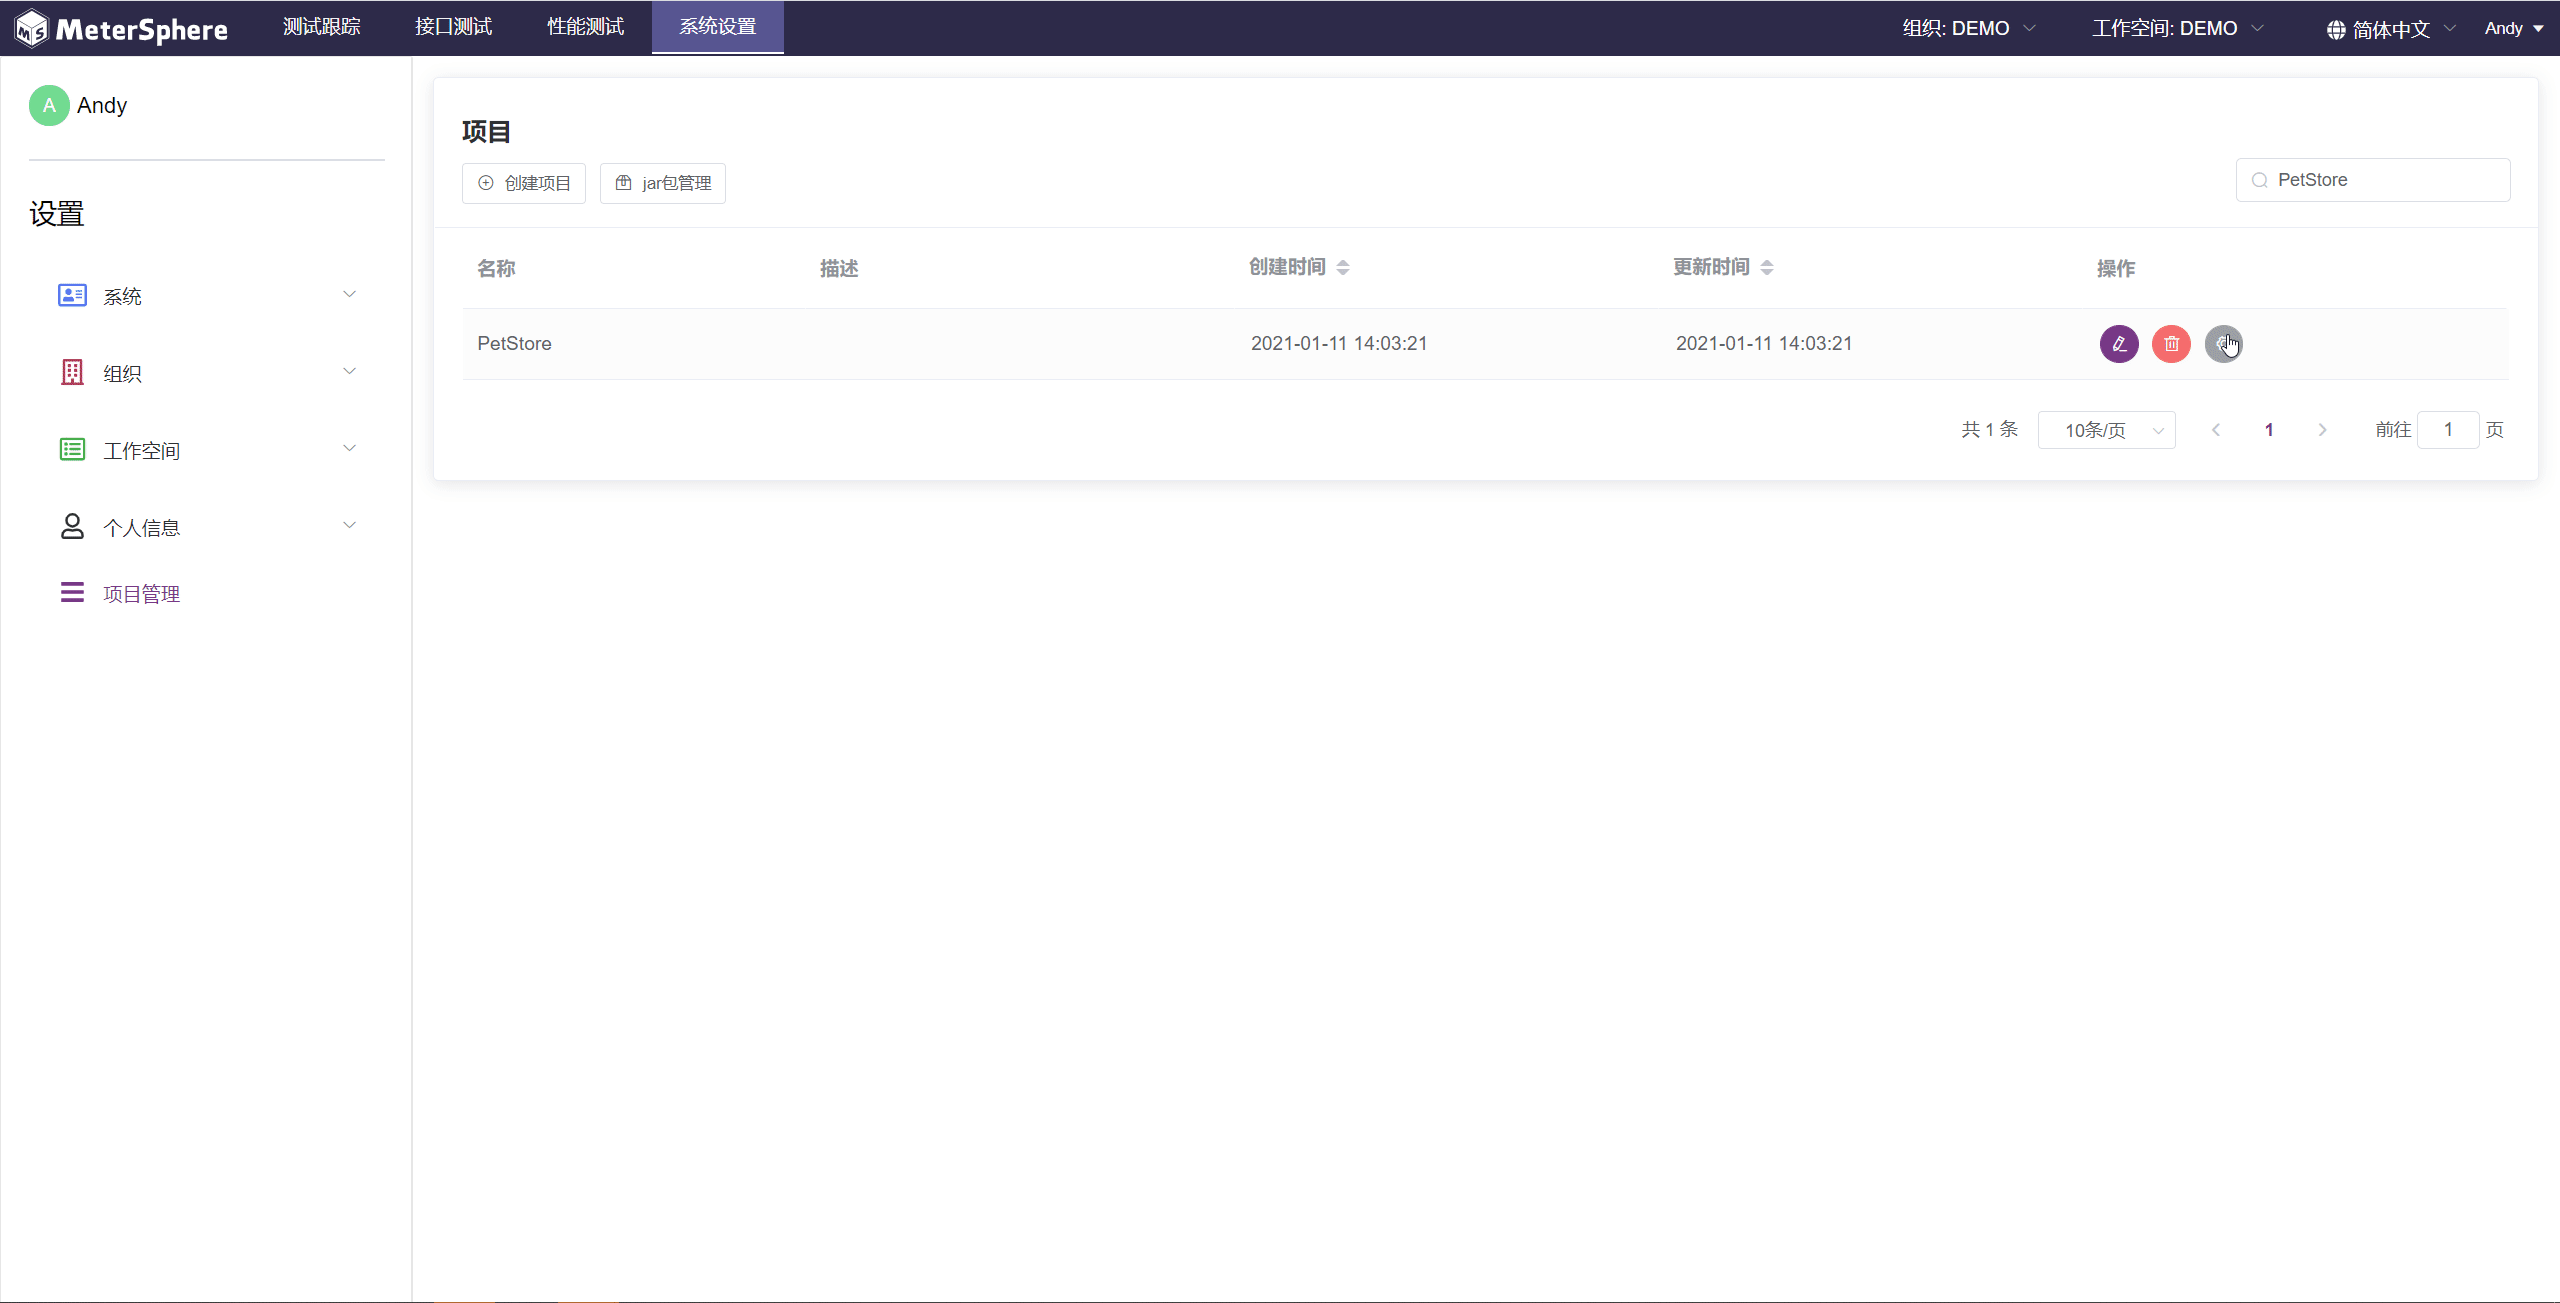 MeterSphere 测试跟踪 接口测试 性能测试 系统设置 组织: DEMO 工作空间: DEMO 简体中文 Andy
A Andy
设置
系统
组织
工作空间
个人信息
项目管理
项目
创建项目 jar包管理 PetStore
名称 描述 创建时间 更新时间 操作
PetStore 2021-01-11 14:03:21 2021-01-11 14:03:21
共 1 条 10条/页 1 前往 1 页